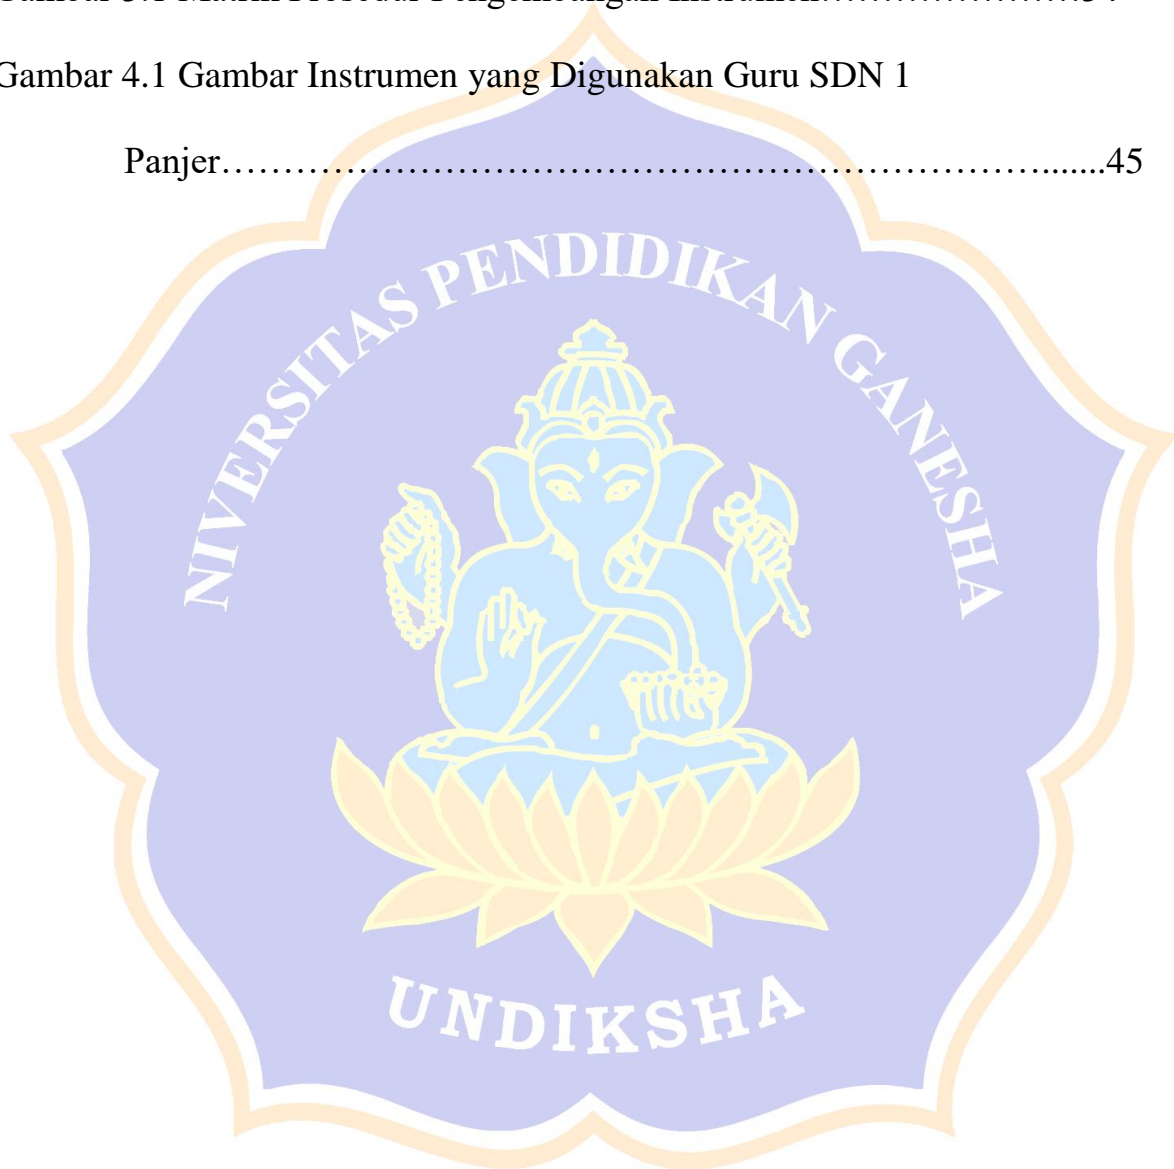 Gambar 4.1 Gambar Instrumen yang Digunakan Guru SDN 1
Panjer…………………………………………………………….......45
NIVERSITAS PENDIDIKAN GANESHA
UNDIKSHA